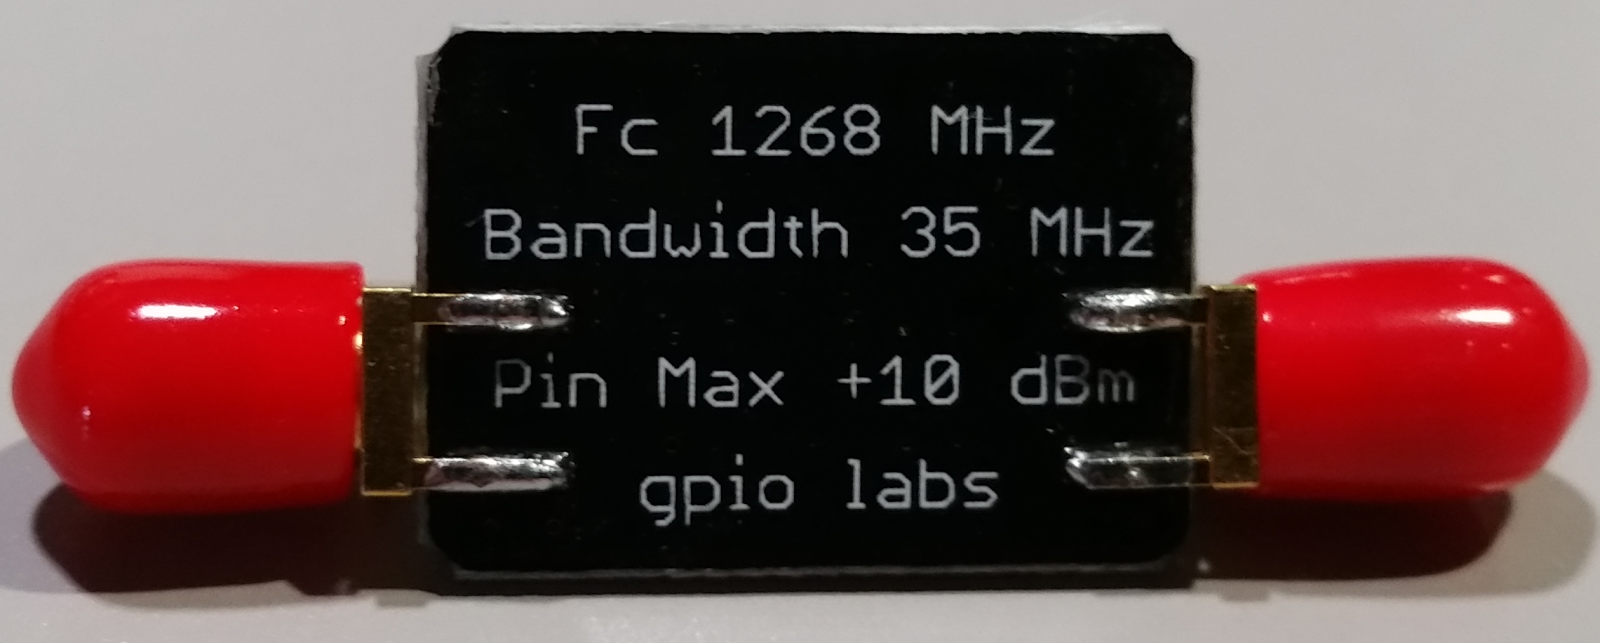 Fc 1268 MHz
Bandwidth 35 MHz
Pin Max +10 dBm
gpio labs